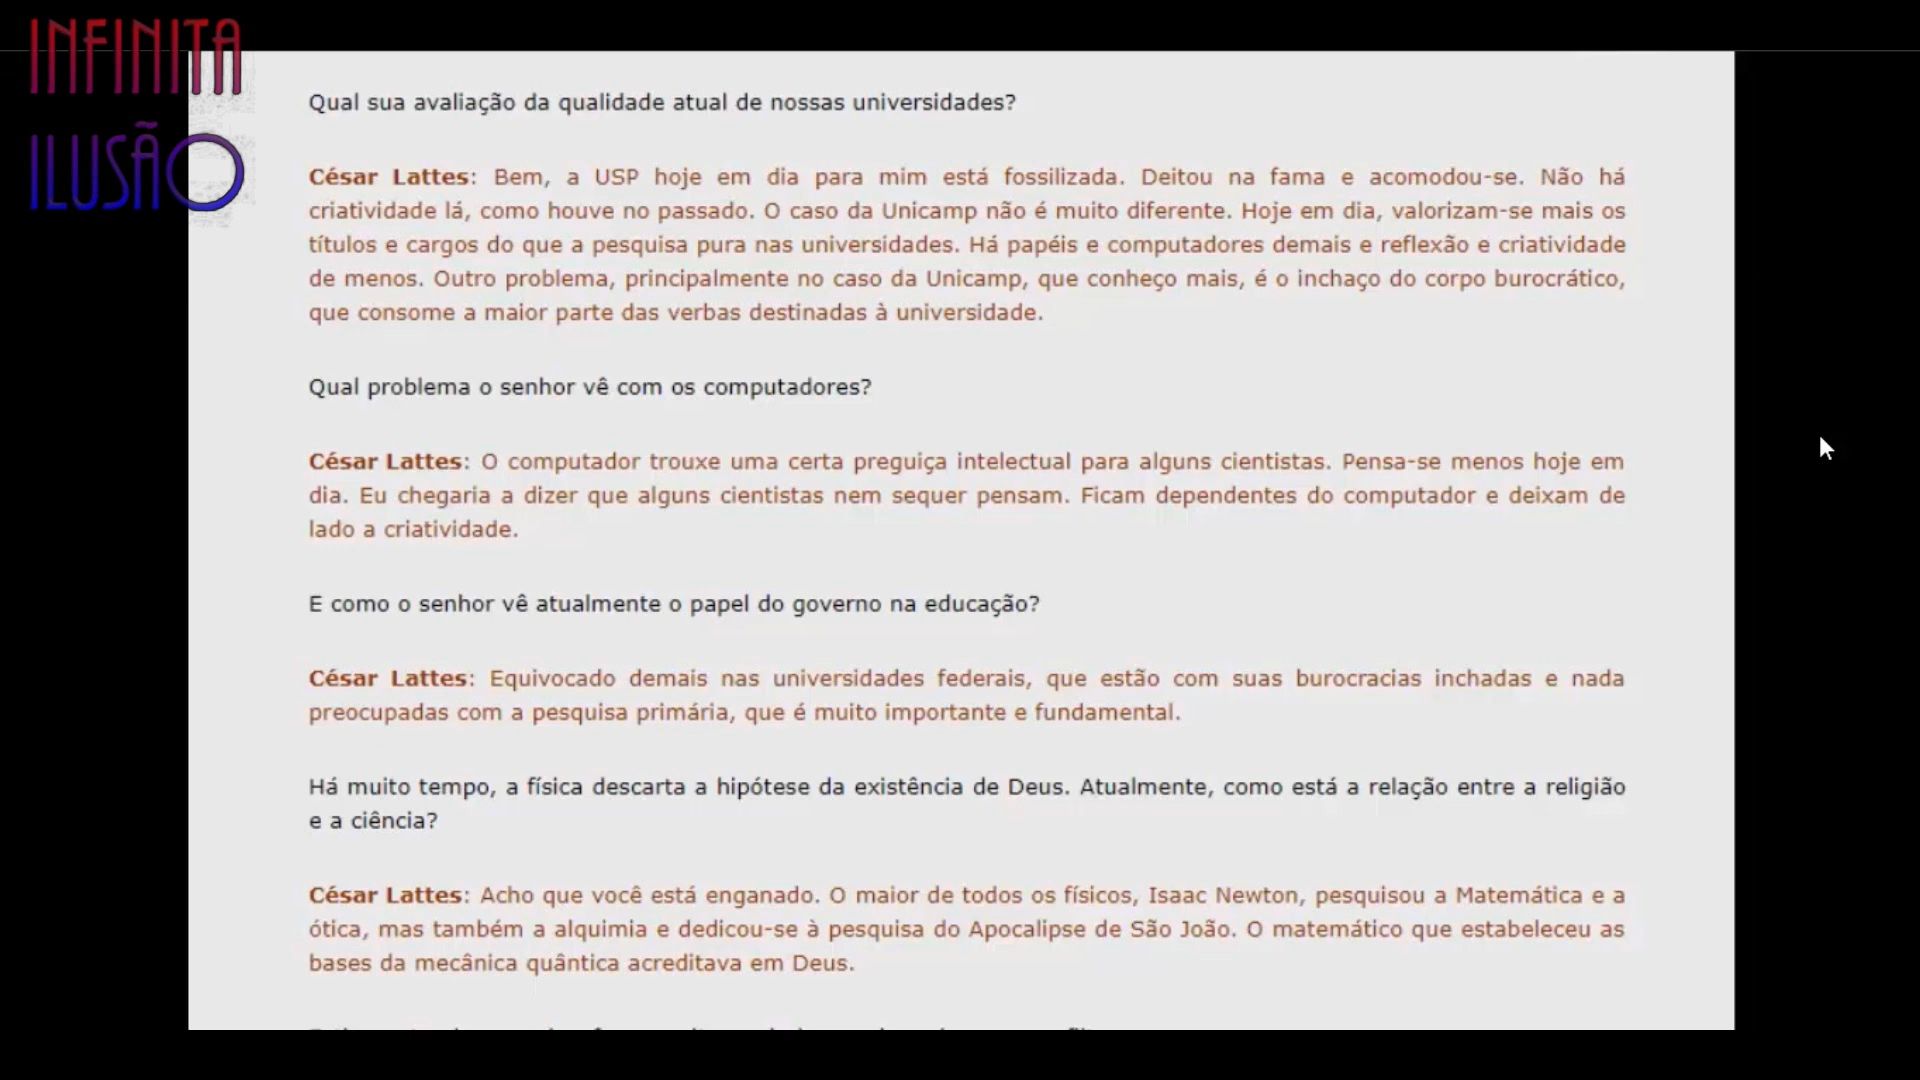 INFINITA
ILUSÃO
Qual sua avaliação da qualidade atual de nossas universidades?
César Lattes: Bem, a USP hoje em dia para mim está fossilizada. Deitou na fama e acomodou-se. Não há
criatividade lá, como houve no passado. O caso da Unicamp não é muito diferente. Hoje em dia, valorizam-se mais os
títulos e cargos do que a pesquisa pura nas universidades. Há papéis e computadores demais e reflexão e criatividade
de menos. Outro problema, principalmente no caso da Unicamp, que conheço mais, é o inchaço do corpo burocrático,
que consome a maior parte das verbas destinadas à universidade.
Qual problema o senhor vê com os computadores?
César Lattes: O computador trouxe uma certa preguiça intelectual para alguns cientistas. Pensa-se menos hoje em
dia. Eu chegaria a dizer que alguns cientistas nem sequer pensam. Ficam dependentes do computador e deixam de
lado a criatividade.
E como o senhor vê atualmente o papel do governo na educação?
César Lattes: Equivocado demais nas universidades federais, que estão com suas burocracias inchadas e nada
preocupadas com a pesquisa primária, que é muito importante e fundamental.
Há muito tempo, a física descarta a hipótese da existência de Deus. Atualmente, como está a relação entre a religião
e a ciência?
César Lattes: Acho que você está enganado. O maior de todos os físicos, Isaac Newton, pesquisou a Matemática e a
ótica, mas também a alquimia e dedicou-se à pesquisa do Apocalipse de São João. O matemático que estabeleceu as
bases da mecânica quântica acreditava em Deus.